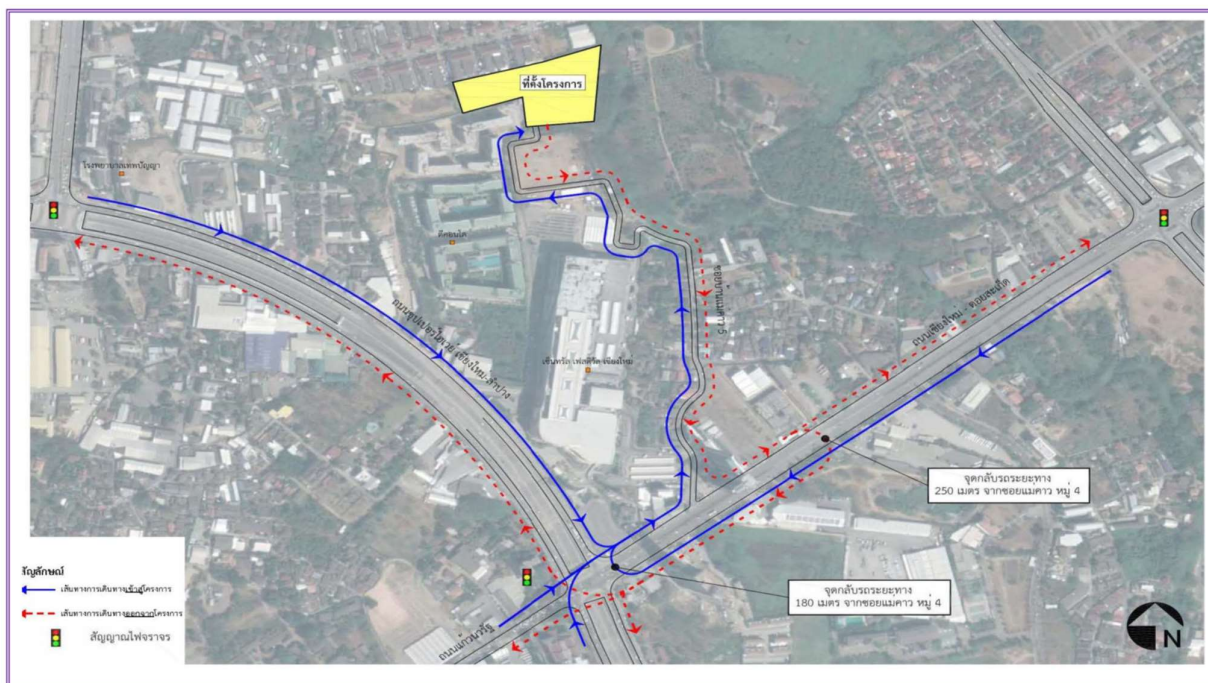 ที่ตั้งโครงการ
โรงพยาบาลเทพปัญญา
ดีคอนโด
ถนนซุปเปอร์ไฮเวย์ เชียงใหม่-ลำปาง
เซ็นทรัล เฟสติวัล เชียงใหม่
ซอยบ้านแม่คาว 5
ถนนเชียงใหม่ - ดอยสะเก็ด
จุดกลับรถระยะทาง
250 เมตร จากซอยแม่คาว หมู่ 4
จุดกลับรถระยะทาง
180 เมตร จากซอยแม่คาว หมู่ 4
ถนนแก้วนวรัฐ
สัญลักษณ์
เส้นทางการเดินทางเข้าสู่โครงการ
เส้นทางการเดินทางออกจากโครงการ
สัญญาณไฟจราจร
N